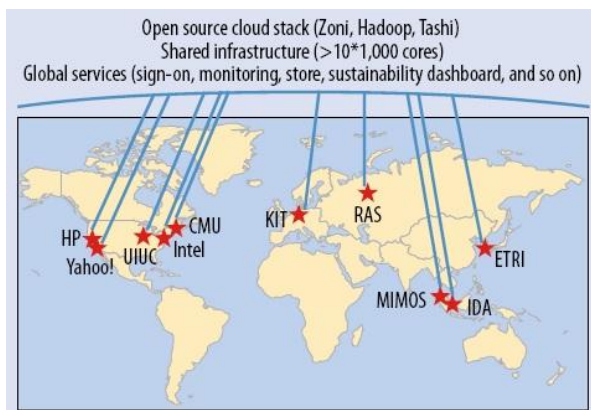 Open source cloud stack (Zoni, Hadoop, Tashi)
Shared infrastructure (>10*1,000 cores)
Global services (sign-on, monitoring, store, sustainability dashboard, and so on)
HP
Yahoo!
UIUC
CMU
Intel
KIT
RAS
ETRI
MIMOS
IDA